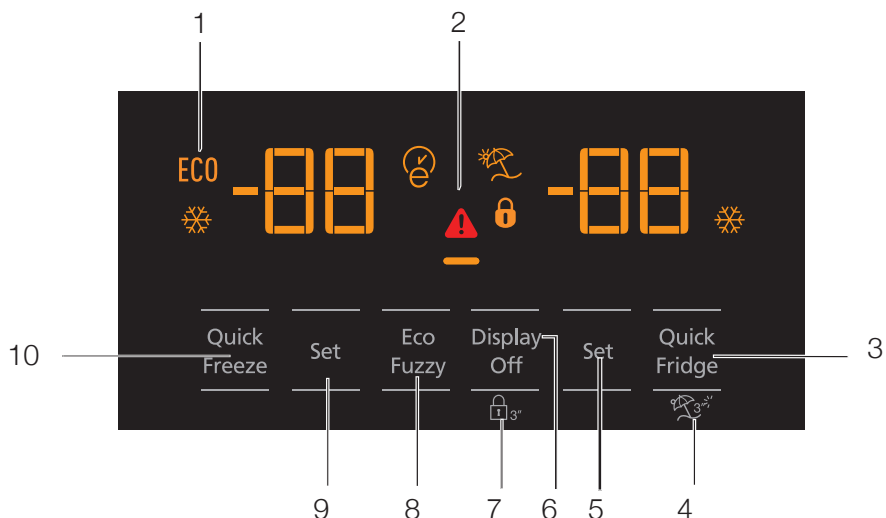 1
2
ECO -88 e -88
Quick Freeze
Set
Eco Fuzzy
Display Off
Set
Quick Fridge
10
3
3"
3"
9
8
7
6
5
4